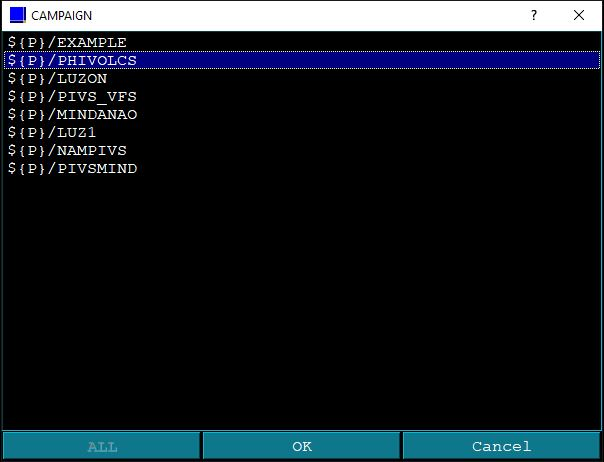 CAMPAIGN
?
${P}/EXAMPLE
${P}/PHIVOLCS
${P}/LUZON
${P}/PIVS_VFS
${P}/MINDANAO
${P}/LUZ1
${P}/NAMPIVS
${P}/PIVSMIND
ALL
OK
Cancel